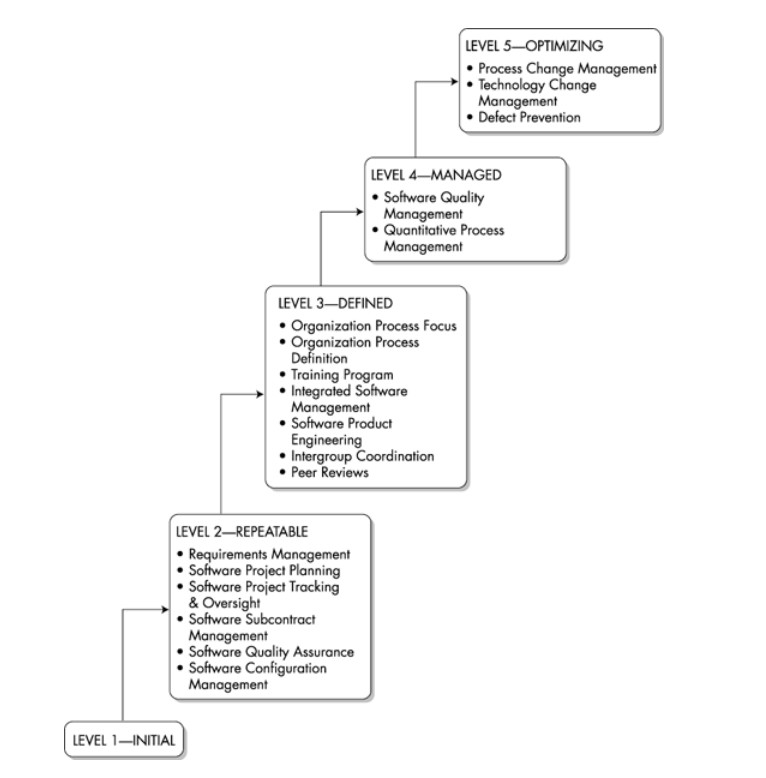 LEVEL 5—OPTIMIZING
• Process Change Management
• Technology Change
Management
• Defect Prevention
LEVEL 4—MANAGED
• Software Quality
Management
• Quantitative Process
Management
LEVEL 3—DEFINED
• Organization Process Focus
• Organization Process
Definition
• Training Program
• Integrated Software
Management
• Software Product
Engineering
• Intergroup Coordination
• Peer Reviews
LEVEL 2—REPEATABLE
• Requirements Management
• Software Project Planning
• Software Project Tracking
& Oversight
• Software Subcontract
Management
• Software Quality Assurance
• Software Configuration
Management
LEVEL 1—INITIAL